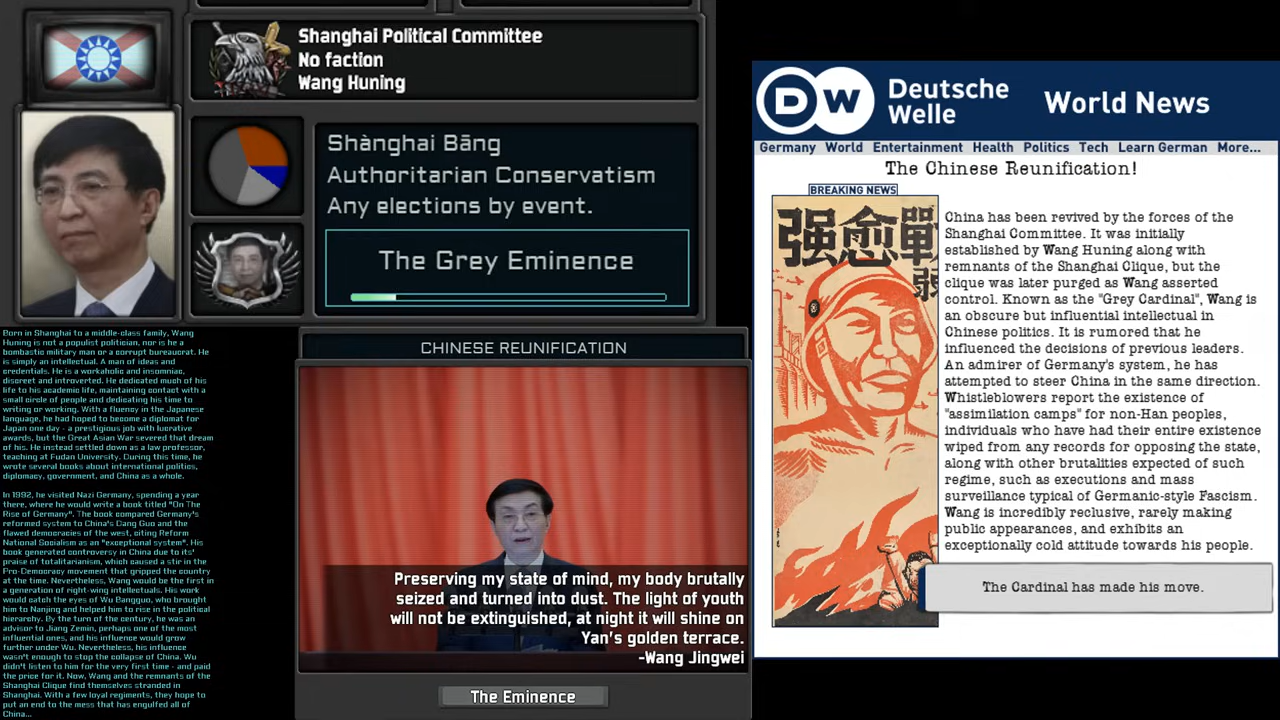 Shanghai Political Committee
No faction
Wang Huning
Shànghai Bāng
Authoritarian Conservatism
Any elections by event.
The Grey Eminence
Born in Shanghai to a middle-class family, Wang
Huning is not a populist politician, nor is he a
bombastic military man or a corrupt bureaucrat. He
is simply an intellectual. A man of ideas and
credentials. He is a workaholic and insomniac,
discreet and introverted. He dedicated much of his
life to his academic life, maintaining contact with a
small circle of people and dedicating his time to
writing or working. With a fluency in the Japanese
language, he had hoped to become a diplomat for
Japan one day - a prestigious job with lucrative
awards, but the Great Asian War severed that dream
of his. He instead settled down as a law professor,
teaching at Fudan University. During this time, he
wrote several books about international politics,
diplomacy, government, and China as a whole.
In 1992, he visited Nazi Germany, spending a year
there, where he would write a book titled "On The
Rise of Germany". The book compared Germany's
reformed system to China's Dang Guo and the
flawed democracies of the west, citing Reform
National Socialism as an "exceptional system". His
book generated controversy in China due to its'
praise of totalitarianism, which caused a stir in the
Pro-Democracy movement that gripped the country
at the time. Nevertheless, Wang would be the first in
a generation of right-wing intellectuals. His work
would catch the eyes of Wu Bangguo, who brought
him to Nanjing and helped him to rise in the political
hierarchy. By the turn of the century, he was an
advisor to Jiang Zemin, perhaps one of the most
influential ones, and his influence would grow
further under Wu. Nevertheless, his influence
wasn't enough to stop the collapse of China. Wu
didn't listen to him for the very first time - and paid
the price for it. Now, Wang and the remnants of the
Shanghai Clique find themselves stranded in
Shanghai. With a few loyal regiments, they hope to
put an end to the mess that has engulfed all of
China...
CHINESE REUNIFICATION
Preserving my state of mind, my body brutally
seized and turned into dust. The light of youth
will not be extinguished, at night it will shine on
Yan's golden terrace.
-Wang Jingwei
The Eminence
DW Deutsche
Welle
World News
Germany World Entertainment Health Politics Tech Learn German More...
The Chinese Reunification!
BREAKING NEWS
强愈戰
弱
China has been revived by the forces of the
Shanghai Committee. It was initially
established by Wang Huning along with
remnants of the Shanghai Clique, but the
clique was later purged as Wang asserted
control. Known as the "Grey Cardinal", Wang is
an obscure but influential intellectual in
Chinese politics. It is rumored that he
influenced the decisions of previous leaders.
An admirer of Germany's system, he has
attempted to steer China in the same direction.
Whistleblowers report the existence of
"assimilation camps" for non-Han peoples,
individuals who have had their entire existence
wiped from any records for opposing the state,
along with other brutalities expected of such
regime, such as executions and mass
surveillance typical of Germanic-style Fascism.
Wang is incredibly reclusive, rarely making
public appearances, and exhibits an
exceptionally cold attitude towards his people.
The Cardinal has made his move.